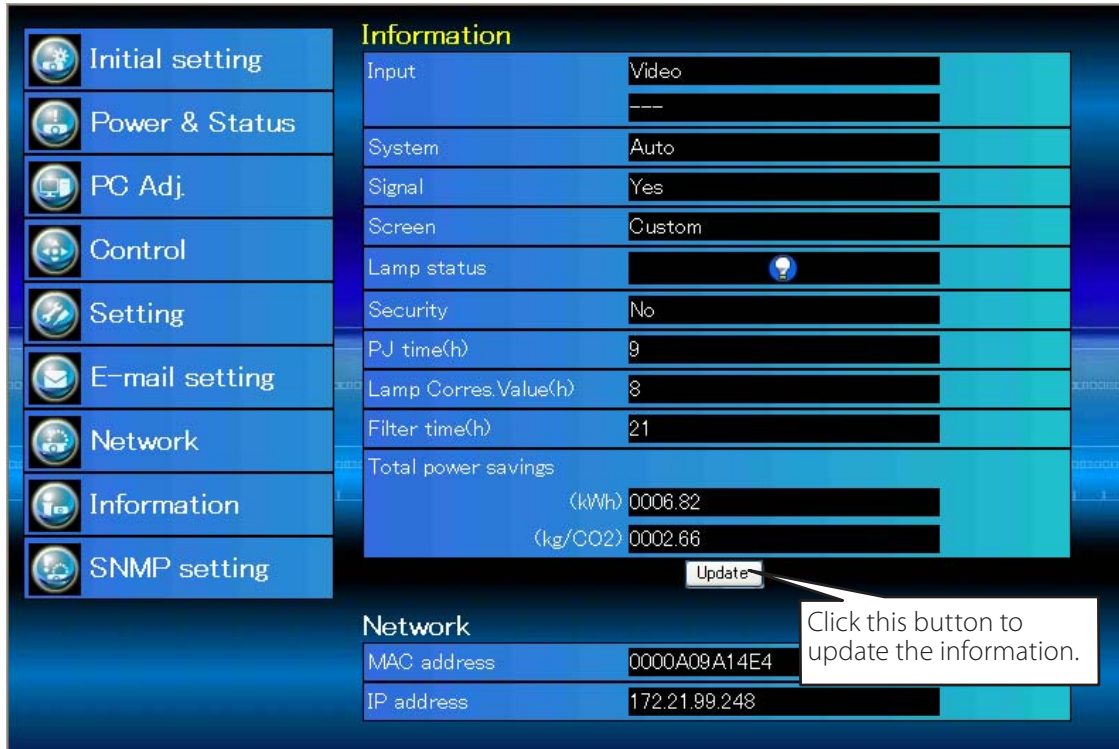 Initial setting
Power & Status
PC Adj.
Control
Setting
E-mail setting
Network
Information
SNMP setting
Information
Input Video
---
System Auto
Signal Yes
Screen Custom
Lamp status
Security No
PJ time(h) 9
Lamp Corres.Value(h) 8
Filter time(h) 21
Total power savings
(kWh) 0006.82
(kg/CO2) 0002.66
Update
Click this button to
update the information.
Network
MAC address 0000A09A14E4
IP address 172.21.99.248